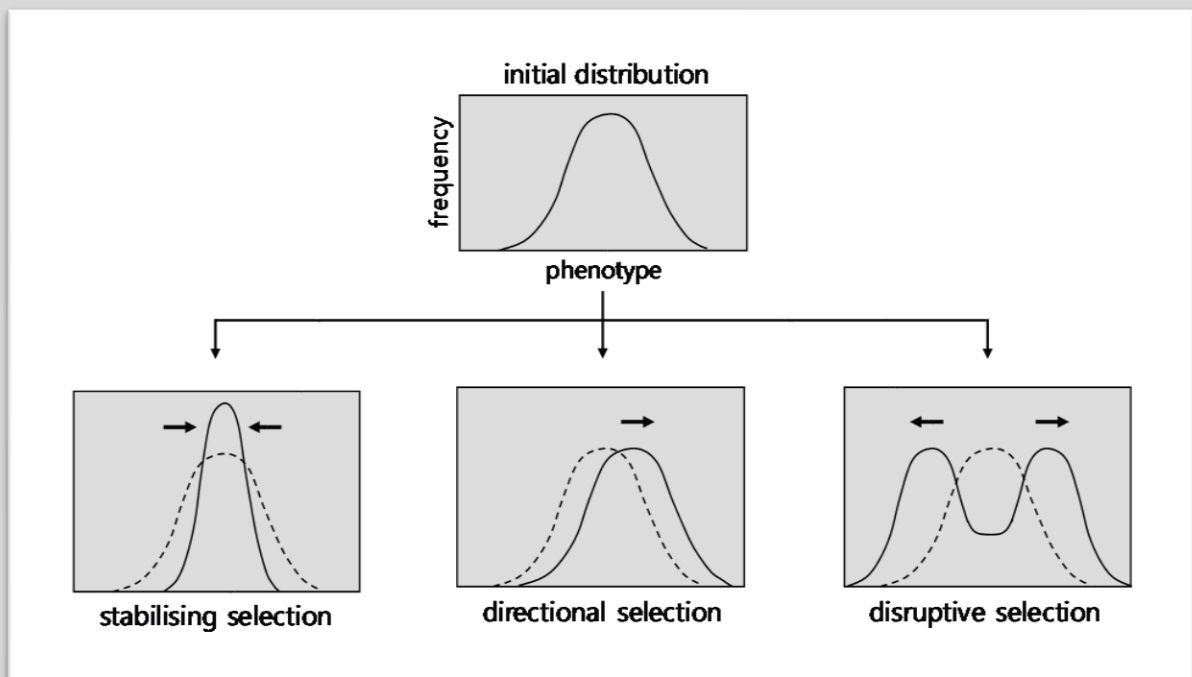 initial distribution
frequency
phenotype
stabilising selection
directional selection
disruptive selection